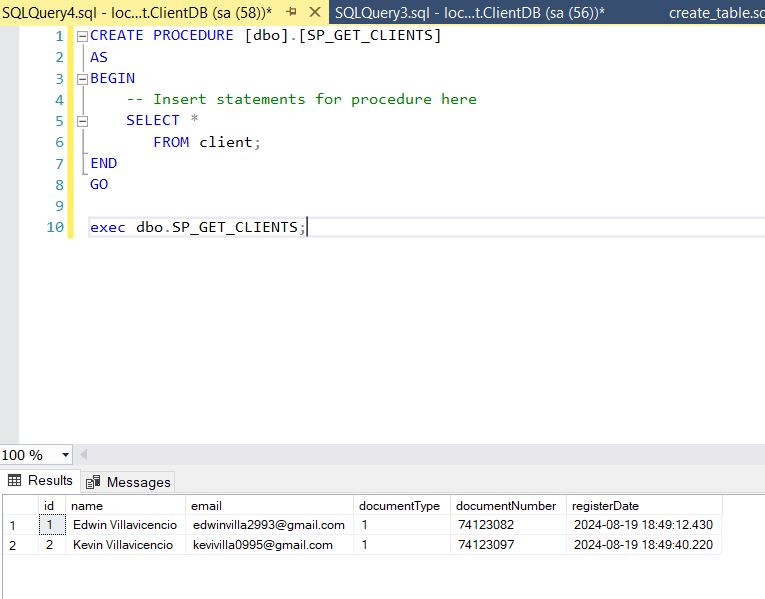 SQLQuery4.sql - loc...t.ClientDB (sa (58))* SQLQuery3.sql - loc...t.ClientDB (sa (56))* create_table.sc
1 CREATE PROCEDURE [dbo].[SP_GET_CLIENTS]
2 AS
3 BEGIN
4 -- Insert statements for procedure here
5 SELECT *
6 FROM client;
7 END
8 GO
9
10 exec dbo.SP_GET_CLIENTS;
100 %
Results Messages
id name email documentType documentNumber registerDate
1 1 Edwin Villavicencio edwinvilla2993@gmail.com 1 74123082 2024-08-19 18:49:12.430
2 2 Kevin Villavicencio kevivilla0995@gmail.com 1 74123097 2024-08-19 18:49:40.220